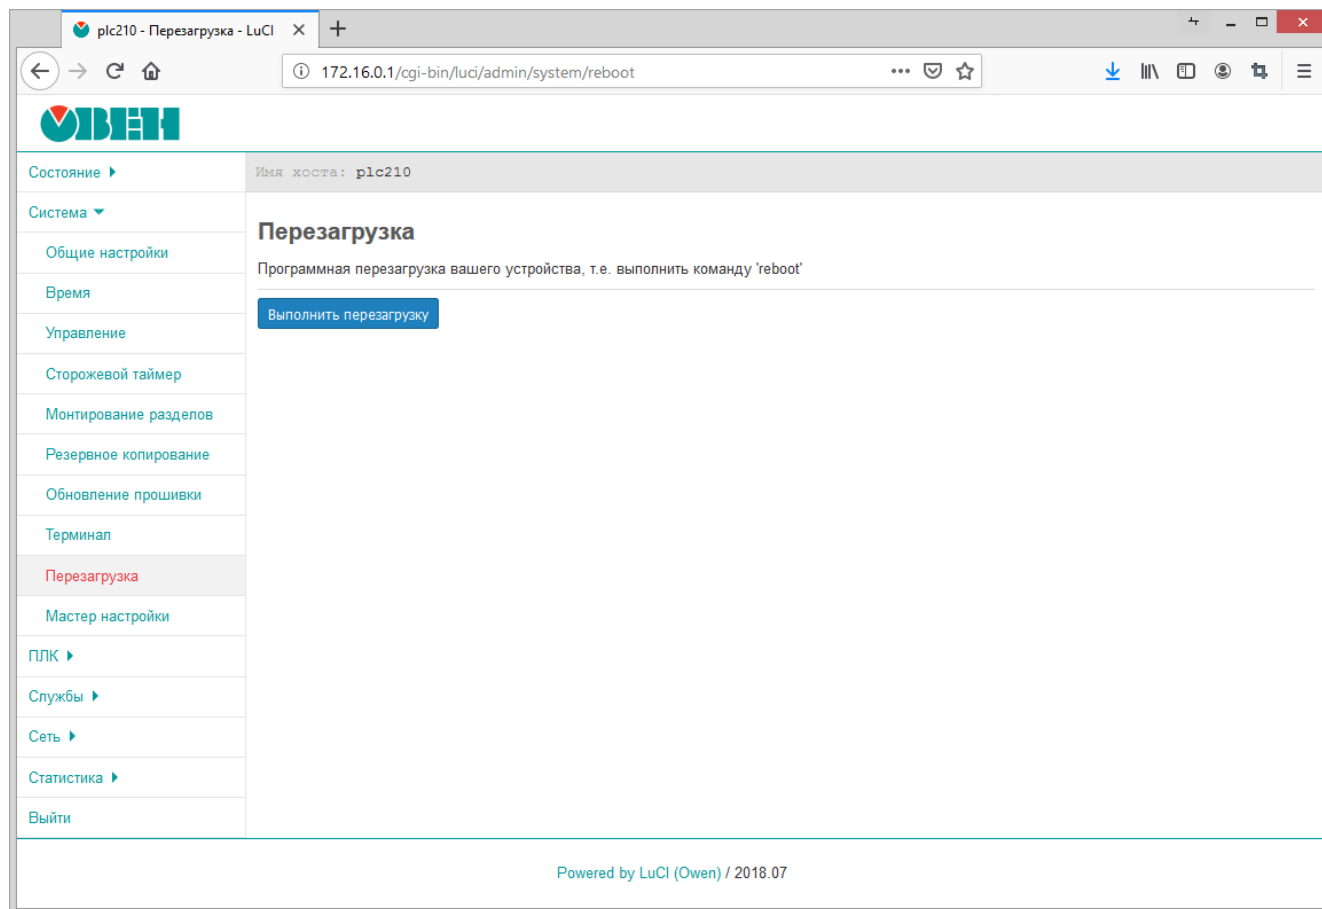 plc210 - Перезагрузка - LuCI
172.16.0.1/cgi-bin/luci/admin/system/reboot
ОВЕН
Состояние
Имя хоста: plc210
Система
Общие настройки
Время
Управление
Сторожевой таймер
Монтирование разделов
Резервное копирование
Обновление прошивки
Терминал
Перезагрузка
Мастер настройки
ПЛК
Службы
Сеть
Статистика
Выйти
Перезагрузка
Программная перезагрузка вашего устройства, т.е. выполнить команду 'reboot'
Выполнить перезагрузку
Powered by LuCI (Owen) / 2018.07